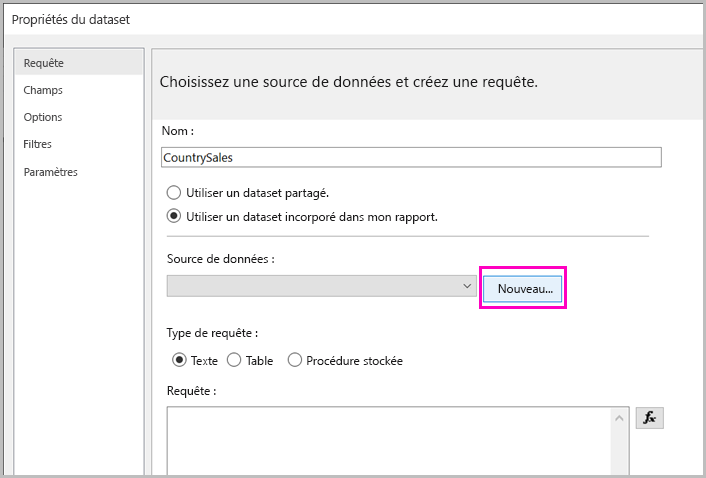 Propriétés du dataset
Requête
Champs
Options
Filtres
Paramètres
Choisissez une source de données et créez une requête.
Nom :
CountrySales
Utiliser un dataset partagé.
Utiliser un dataset incorporé dans mon rapport.
Source de données :
Nouveau...
Type de requête :
Texte Table Procédure stockée
Requête :
fx